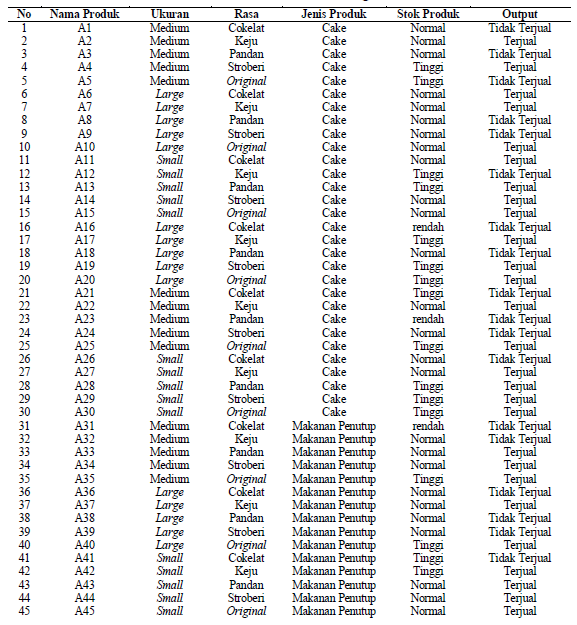 No Nama Produk Ukuran Rasa Jenis Produk Stok Produk Output
1 A1 Medium Cokelat Cake Normal Tidak Terjual
2 A2 Medium Keju Cake Normal Terjual
3 A3 Medium Pandan Cake Normal Tidak Terjual
4 A4 Medium Stroberi Cake Tinggi Terjual
5 A5 Medium Original Cake Tinggi Tidak Terjual
6 A6 Large Cokelat Cake Normal Terjual
7 A7 Large Keju Cake Normal Terjual
8 A8 Large Pandan Cake Normal Tidak Terjual
9 A9 Large Stroberi Cake Normal Tidak Terjual
10 A10 Large Original Cake Normal Terjual
11 A11 Small Cokelat Cake Normal Terjual
12 A12 Small Keju Cake Tinggi Tidak Terjual
13 A13 Small Pandan Cake Tinggi Terjual
14 A14 Small Stroberi Cake Normal Terjual
15 A15 Small Original Cake Normal Terjual
16 A16 Large Cokelat Cake rendah Tidak Terjual
17 A17 Large Keju Cake Tinggi Terjual
18 A18 Large Pandan Cake Normal Tidak Terjual
19 A19 Large Stroberi Cake Tinggi Terjual
20 A20 Large Original Cake Tinggi Terjual
21 A21 Medium Cokelat Cake Tinggi Tidak Terjual
22 A22 Medium Keju Cake Normal Terjual
23 A23 Medium Pandan Cake rendah Tidak Terjual
24 A24 Medium Stroberi Cake Normal Tidak Terjual
25 A25 Medium Original Cake Tinggi Terjual
26 A26 Small Cokelat Cake Normal Tidak Terjual
27 A27 Small Keju Cake Normal Terjual
28 A28 Small Pandan Cake Tinggi Terjual
29 A29 Small Stroberi Cake Tinggi Terjual
30 A30 Small Original Cake Tinggi Terjual
31 A31 Medium Cokelat Makanan Penutup rendah Tidak Terjual
32 A32 Medium Keju Makanan Penutup Normal Tidak Terjual
33 A33 Medium Pandan Makanan Penutup Normal Terjual
34 A34 Medium Stroberi Makanan Penutup Normal Terjual
35 A35 Medium Original Makanan Penutup Tinggi Terjual
36 A36 Large Cokelat Makanan Penutup Normal Tidak Terjual
37 A37 Large Keju Makanan Penutup Normal Terjual
38 A38 Large Pandan Makanan Penutup Normal Tidak Terjual
39 A39 Large Stroberi Makanan Penutup Normal Tidak Terjual
40 A40 Large Original Makanan Penutup Tinggi Terjual
41 A41 Small Cokelat Makanan Penutup Tinggi Tidak Terjual
42 A42 Small Keju Makanan Penutup Tinggi Terjual
43 A43 Small Pandan Makanan Penutup Normal Terjual
44 A44 Small Stroberi Makanan Penutup Normal Terjual
45 A45 Small Original Makanan Penutup Normal Terjual